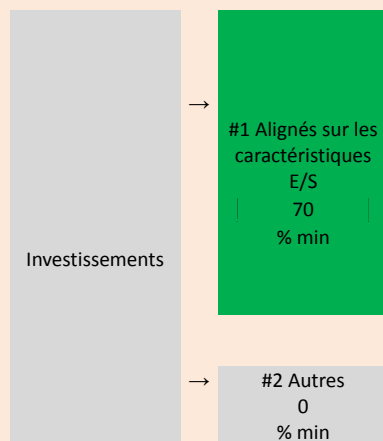 Investissements
→
#1 Alignés sur les
caractéristiques
E/S
70
% min
→
#2 Autres
0
% min